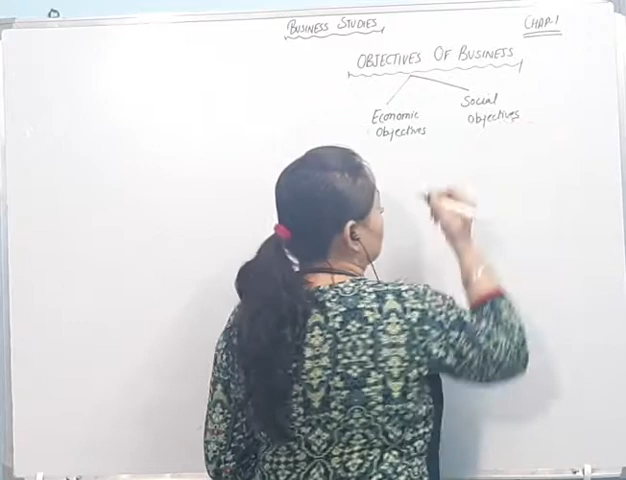 BUSINESS STUDIES
CHAP-1
OBJECTIVES OF BUSINESS
Economic
Objectives
Social
Objectives